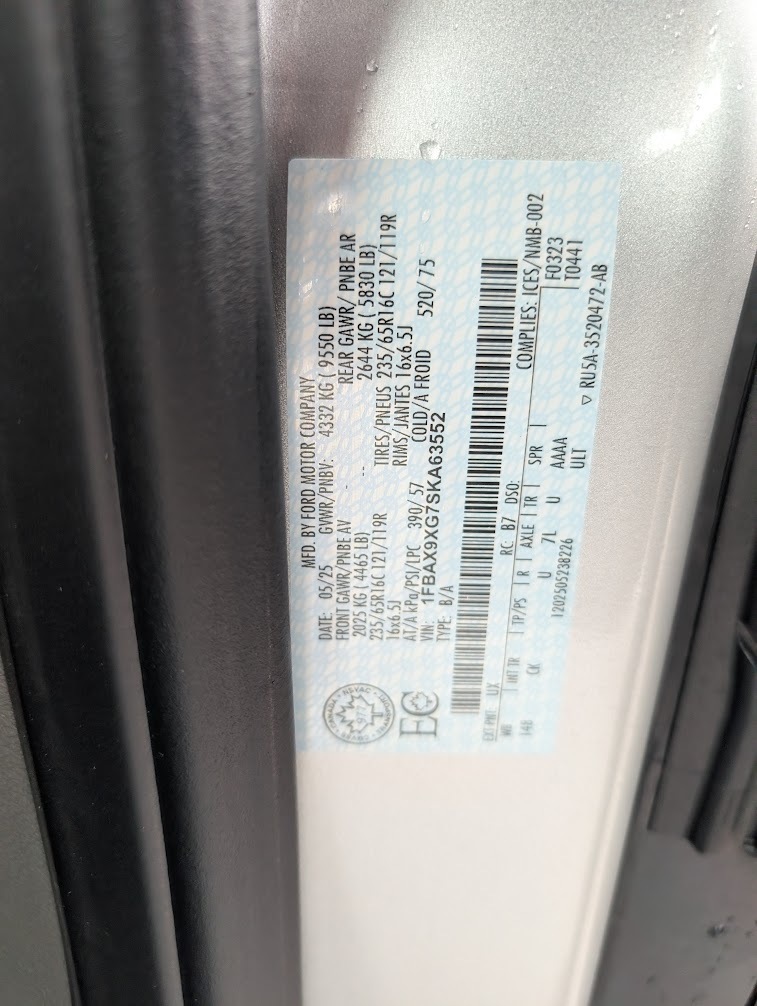 MFD. BY FORD MOTOR COMPANY
DATE: 05/25 GVWR/PNBV: 4332 KG ( 9550 LB)
FRONT GAWR/PNBE AV REAR GAWR/ PNBE AR
2025 KG ( 4465 LB) - 2644 KG ( 5830 LB)
235/65R16C 121/119R -- TIRES/PNEUS 235/65R16C 121/119R
16x6.5J RIMS/JANTES 16x6.5J
AT/A kPa/PSI/LPC 390/ 57 COLD/A FROID 520/ 75
VIN: 1FBAX9XG7SKA63552
TYPE: B/A
CANADA NSVAC
EC
EXT PNT: UX RC: B7 DSO: COMPLIES: ICES/NMB-002
WB INT TR TP/PS R AXLE TR SPR F0323
148 CK U 7L U AAAA T0441
ULT
1202505238226 ▽ RU5A-3520472-AB